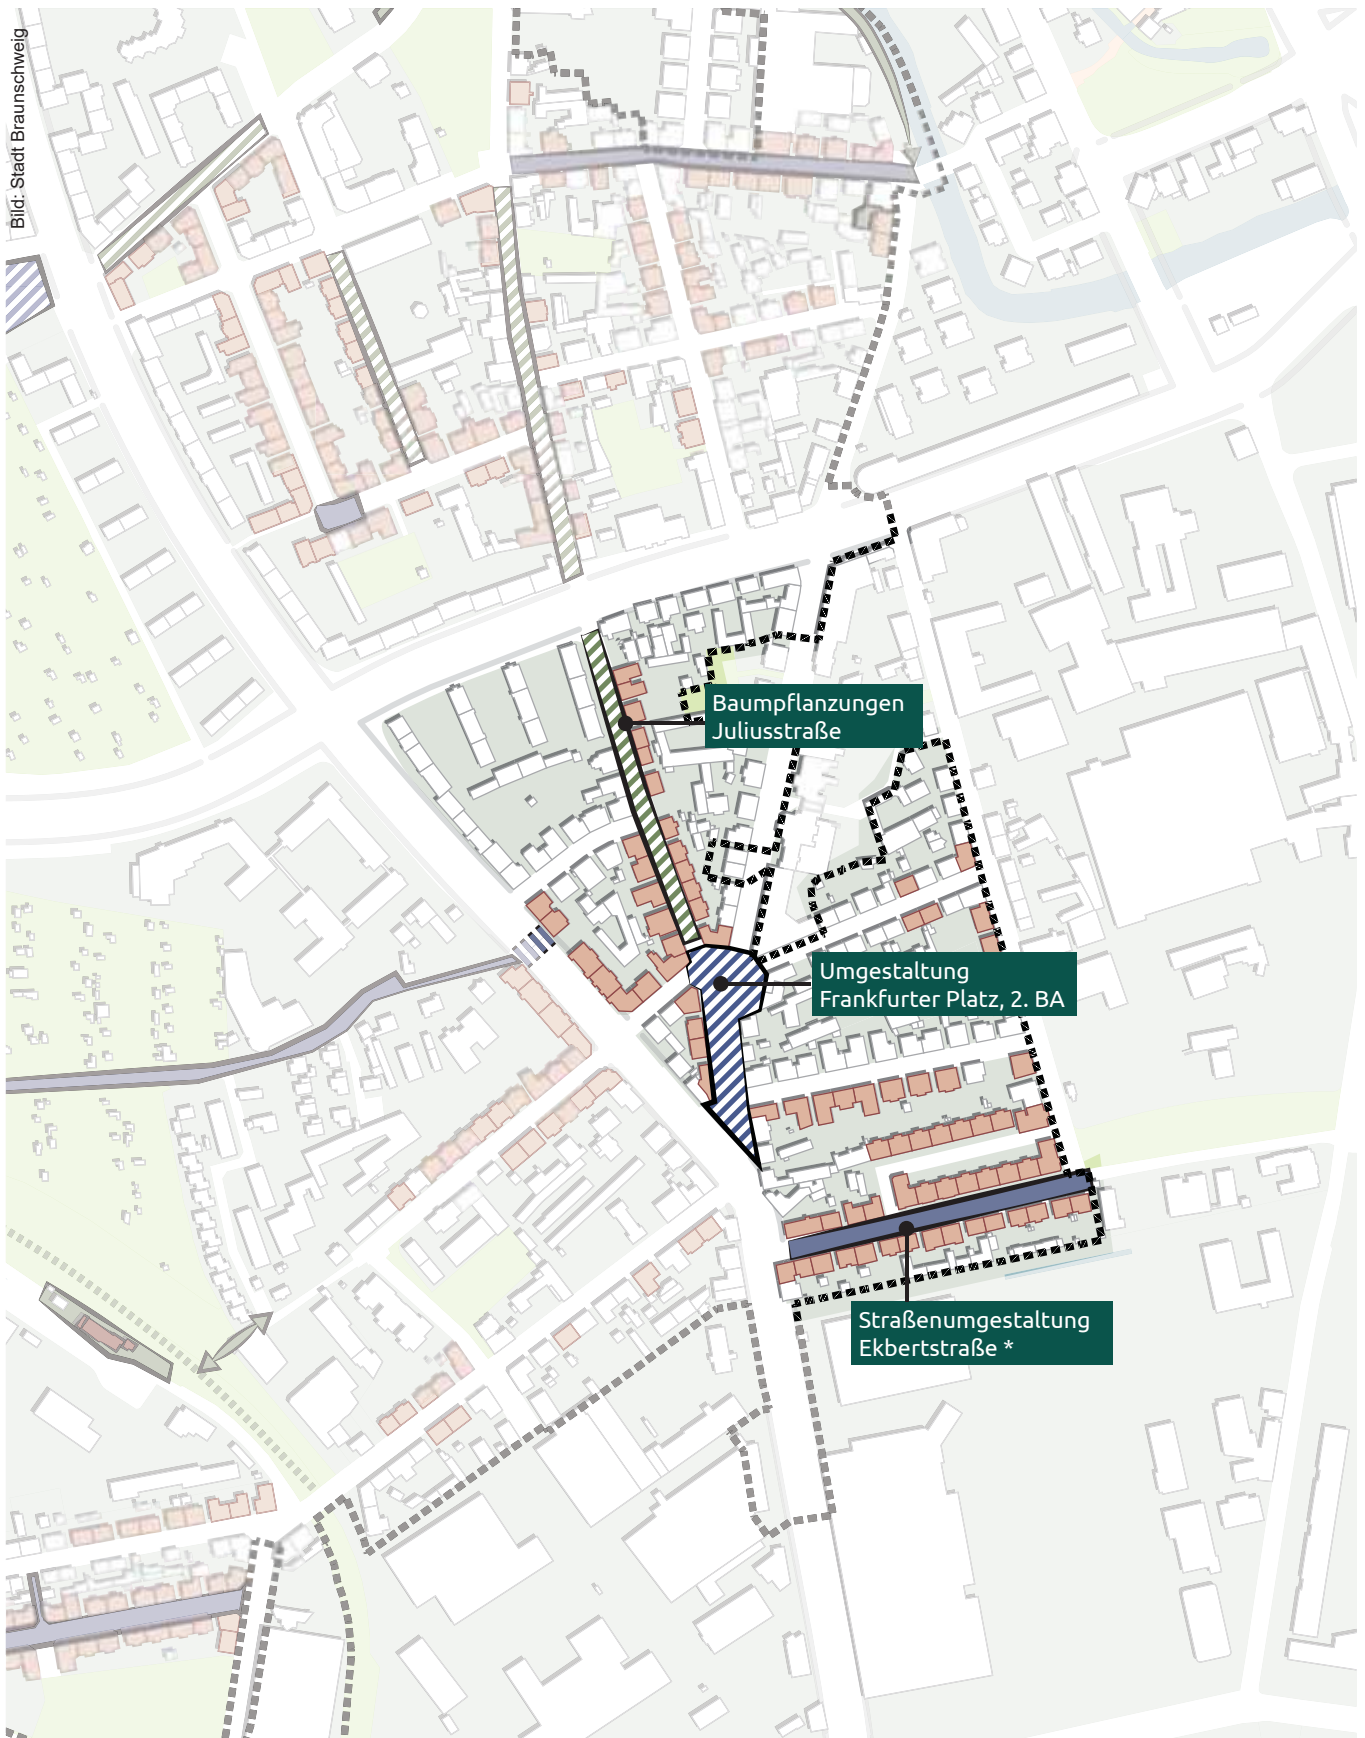 Bild: Stadt Braunschweig
Baumpflanzungen
Juliusstraße
Umgestaltung
Frankfurter Platz, 2. BA
Straßenumgestaltung
Ekbertstraße *